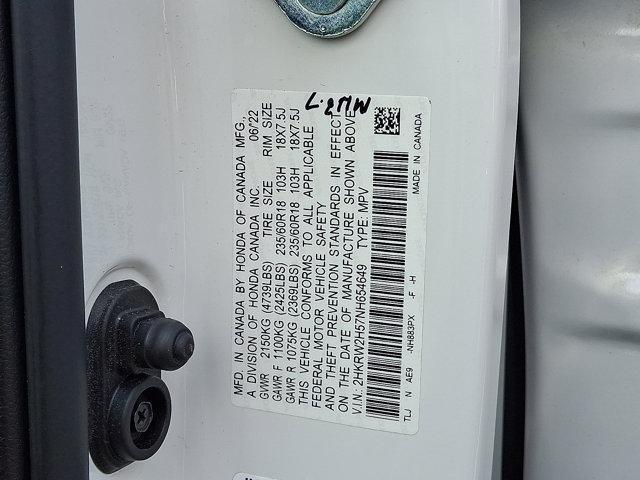 MFD. IN CANADA BY HONDA OF CANADA MFG.,
A DIVISION OF HONDA CANADA INC. 06/22
GVWR 2150KG (4739LBS) TIRE SIZE RIM SIZE
GAWR F 1100KG (2425LBS) 235/60R18 103H 18X7.5J
GAWR R 1075KG (2369LBS) 235/60R18 103H 18X7.5J
THIS VEHICLE CONFORMS TO ALL APPLICABLE
FEDERAL MOTOR VEHICLE SAFETY
AND THEFT PREVENTION STANDARDS IN EFFECT
ON THE DATE OF MANUFACTURE SHOWN ABOVE
V.I.N.: 2HKRW2H57NH654649 TYPE: MPV
-NH883PX -F -H
TLJ N AE9 MADE IN CANADA